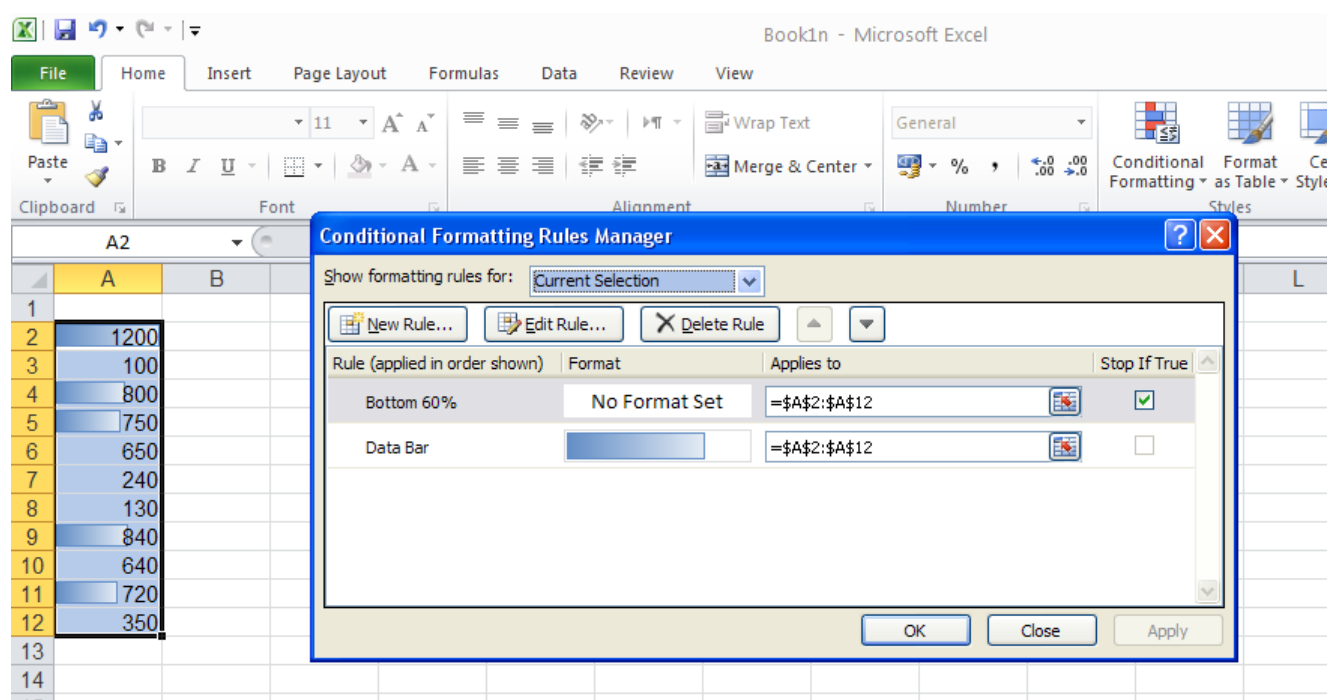 Book1n - Microsoft Excel
File Home Insert Page Layout Formulas Data Review View
11 A A Wrap Text General
Paste B I U A Merge & Center % , .0 .00 .00 .0 Conditional Formatting Format as Table
Clipboard Font Alignment Number Styles
A2
Conditional Formatting Rules Manager ?
Show formatting rules for: Current Selection
A B L
New Rule... Edit Rule... Delete Rule
Rule (applied in order shown) Format Applies to Stop If True
Bottom 60% No Format Set =$A$2:$A$12
Data Bar =$A$2:$A$12
OK Close Apply
1
2 1200
3 100
4 800
5 750
6 650
7 240
8 130
9 840
10 640
11 720
12 350
13
14